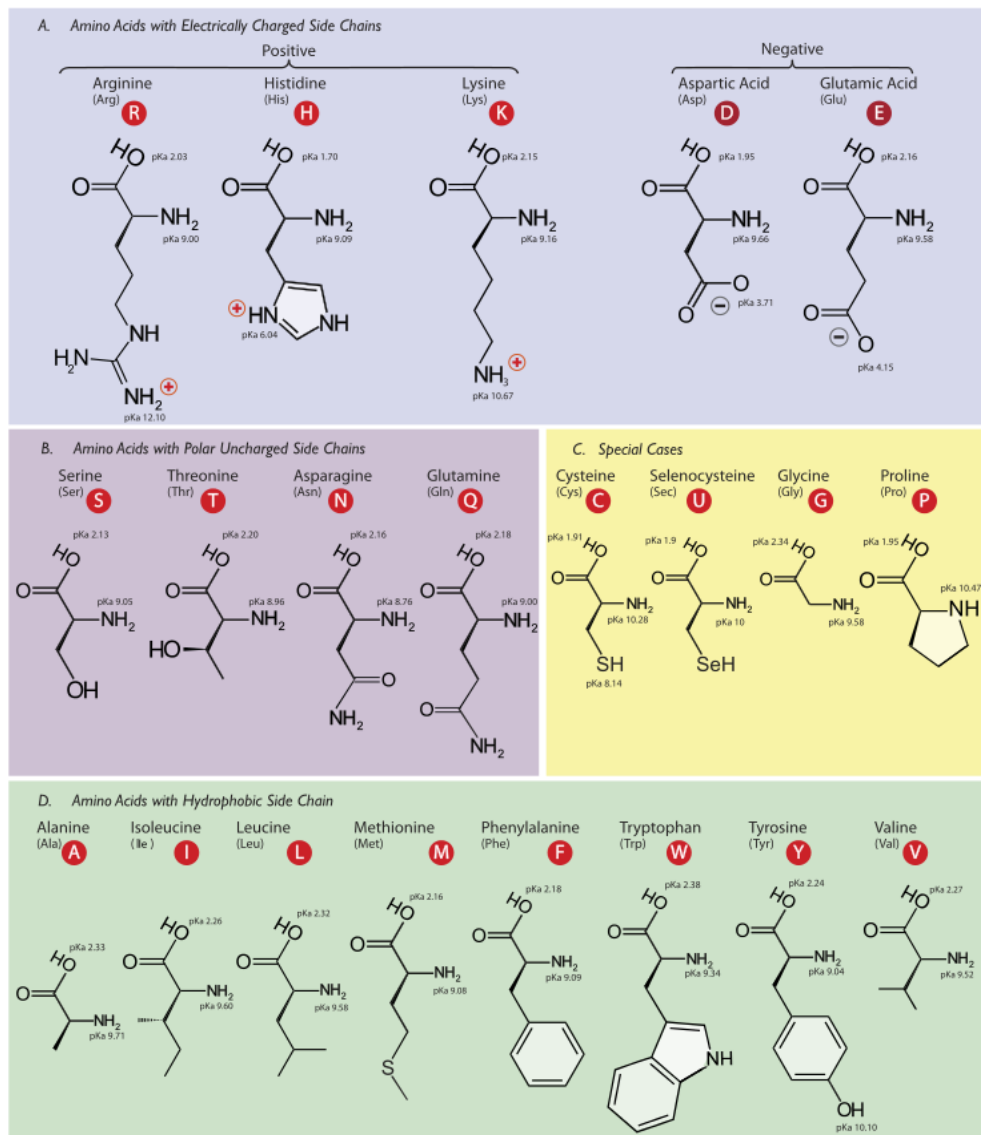 A. Amino Acids with Electrically Charged Side Chains
Positive
Negative
Arginine
(Arg)
R
Histidine
(His)
H
Lysine
(Lys)
K
Aspartic Acid
(Asp)
D
Glutamic Acid
(Glu)
E
HO
pKa 2.03
O
NH2
pKa 9.00
NH
H2N
NH2
+
pKa 12.10
HO
pKa 1.70
O
NH2
pKa 9.09
+
HN
NH
pKa 6.04
HO
pKa 2.15
O
NH2
pKa 9.16
NH3
+
pKa 10.67
HO
pKa 1.95
O
NH2
pKa 9.66
O
O
−
pKa 3.71
HO
pKa 2.16
O
NH2
pKa 9.58
O
−
O
pKa 4.15
B. Amino Acids with Polar Uncharged Side Chains
Serine
(Ser)
S
Threonine
(Thr)
T
Asparagine
(Asn)
N
Glutamine
(Gln)
Q
pKa 2.13
HO
O
pKa 9.05
NH2
OH
pKa 2.20
HO
O
pKa 8.96
NH2
HO
pKa 2.16
HO
O
pKa 8.76
NH2
O
NH2
pKa 2.18
HO
O
pKa 9.00
NH2
O
NH2
C. Special Cases
Cysteine
(Cys)
C
Selenocysteine
(Sec)
U
Glycine
(Gly)
G
Proline
(Pro)
P
pKa 1.91
HO
O
NH2
pKa 10.28
SH
pKa 8.14
pKa 1.9
HO
O
NH2
pKa 10
SeH
pKa 2.34
HO
O
NH2
pKa 9.58
pKa 1.95
HO
O
pKa 10.47
NH
D. Amino Acids with Hydrophobic Side Chain
Alanine
(Ala)
A
Isoleucine
(Ile)
I
Leucine
(Leu)
L
Methionine
(Met)
M
Phenylalanine
(Phe)
F
Tryptophan
(Trp)
W
Tyrosine
(Tyr)
Y
Valine
(Val)
V
pKa 2.33
HO
O
NH2
pKa 9.71
pKa 2.26
HO
O
NH2
pKa 9.60
pKa 2.32
HO
O
NH2
pKa 9.58
pKa 2.16
HO
O
NH2
pKa 9.08
S
pKa 2.18
HO
O
NH2
pKa 9.09
pKa 2.38
HO
O
NH2
pKa 9.34
NH
pKa 2.24
HO
O
NH2
pKa 9.04
OH
pKa 10.10
pKa 2.27
HO
O
NH2
pKa 9.52